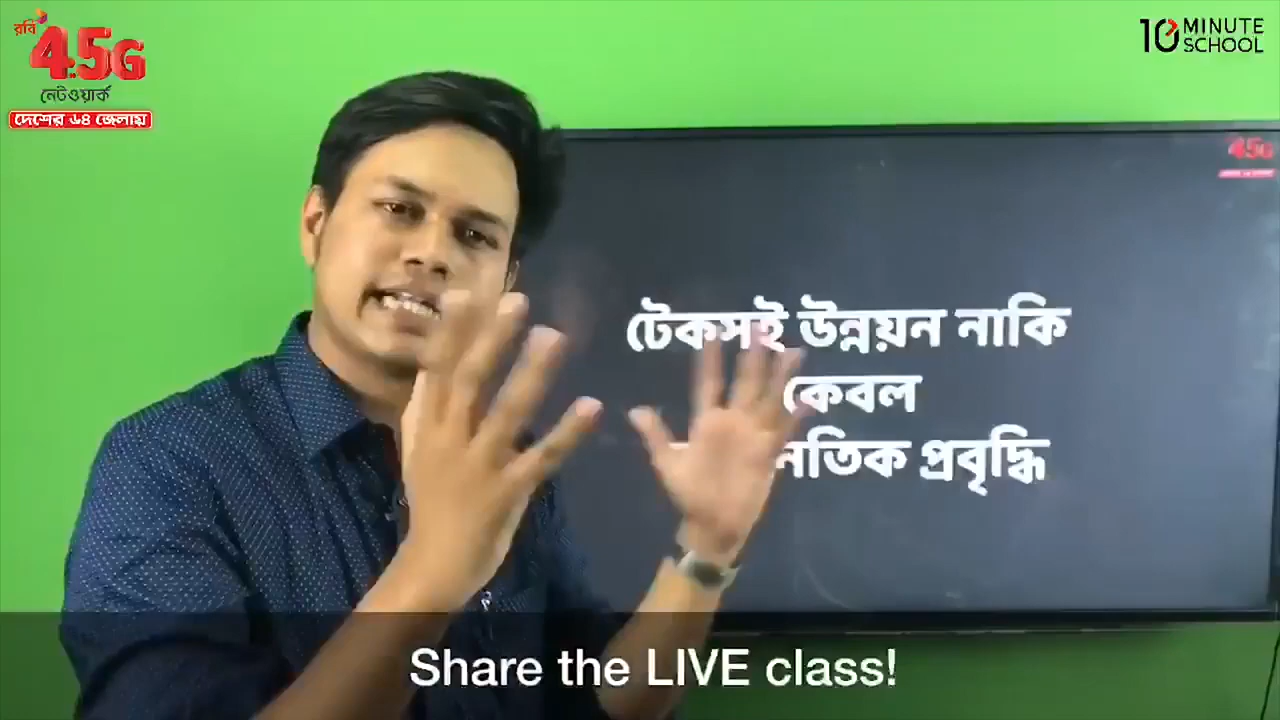 রবি
4.5G
নেটওয়ার্ক
দেশের ৬৪ জেলায়
10 MINUTE
SCHOOL
4.5G
টেকসই উন্নয়ন নাকি
কেবল
প্রবৃদ্ধি
Share the LIVE class!